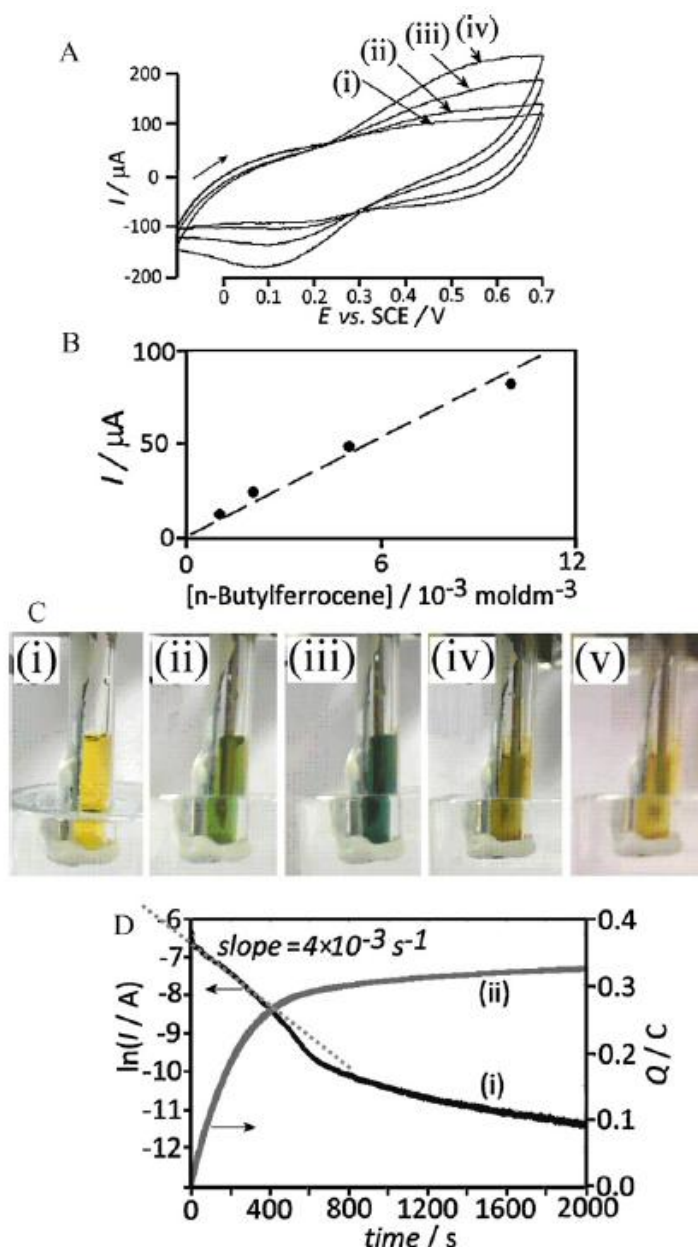 A
(iv)
(iii)
(ii)
(i)
200
100
0
-100
-200
I / μA
0 0.1 0.2 0.3 0.4 0.5 0.6 0.7
E vs. SCE / V
B
100
50
0
I / μA
0 6 12
[n-Butylferrocene] / 10⁻³ moldm⁻³
C
(i) (ii) (iii) (iv) (v)
D
-6
-7
-8
-9
-10
-11
-12
ln(I / A)
slope = 4×10⁻³ s⁻¹
(ii)
(i)
0.4
0.3
0.2
0.1
0.0
Q / C
0 400 800 1200 1600 2000
time / s